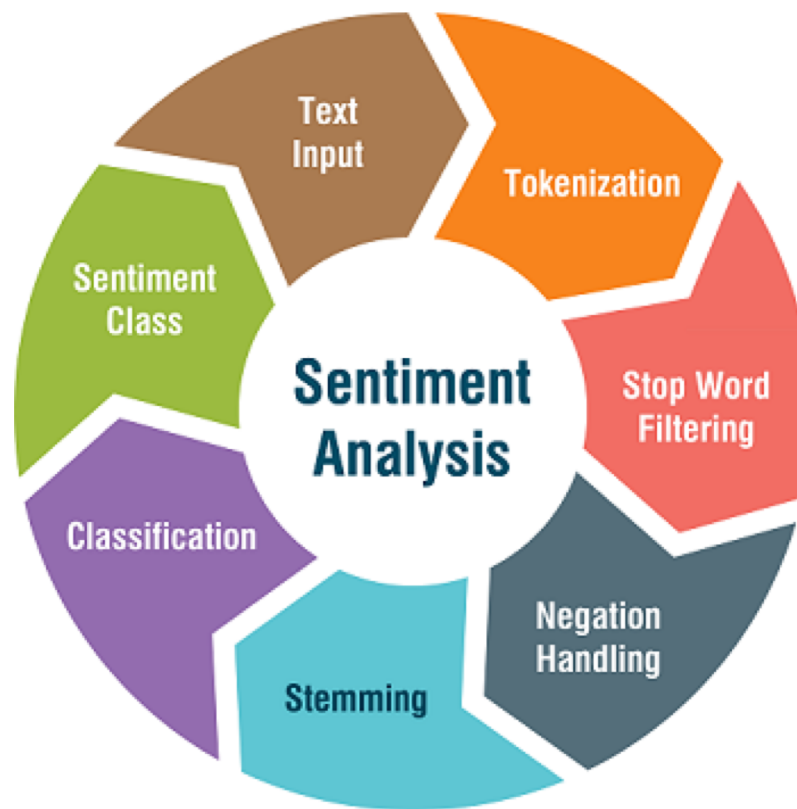 Text
Input
Tokenization
Stop Word
Filtering
Negation
Handling
Stemming
Classification
Sentiment
Class
Sentiment
Analysis